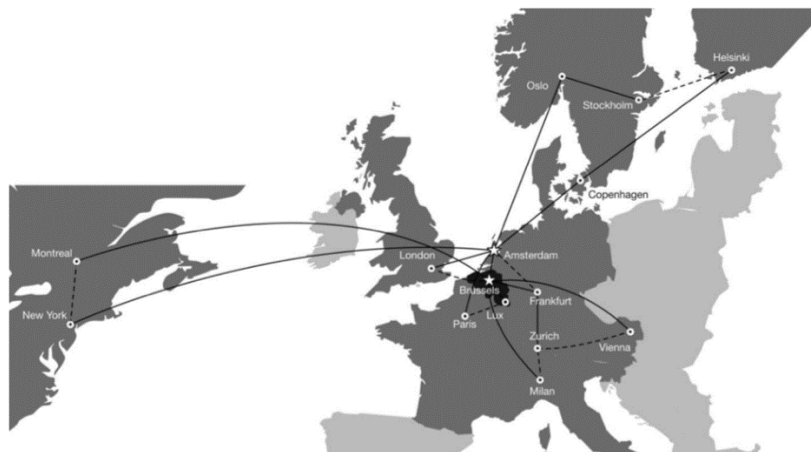 Helsinki
Oslo
Stockholm
Copenhagen
Montreal
London
Amsterdam
New York
Brussels
Frankfurt
Paris
Lux
Zurich
Vienna
Milan